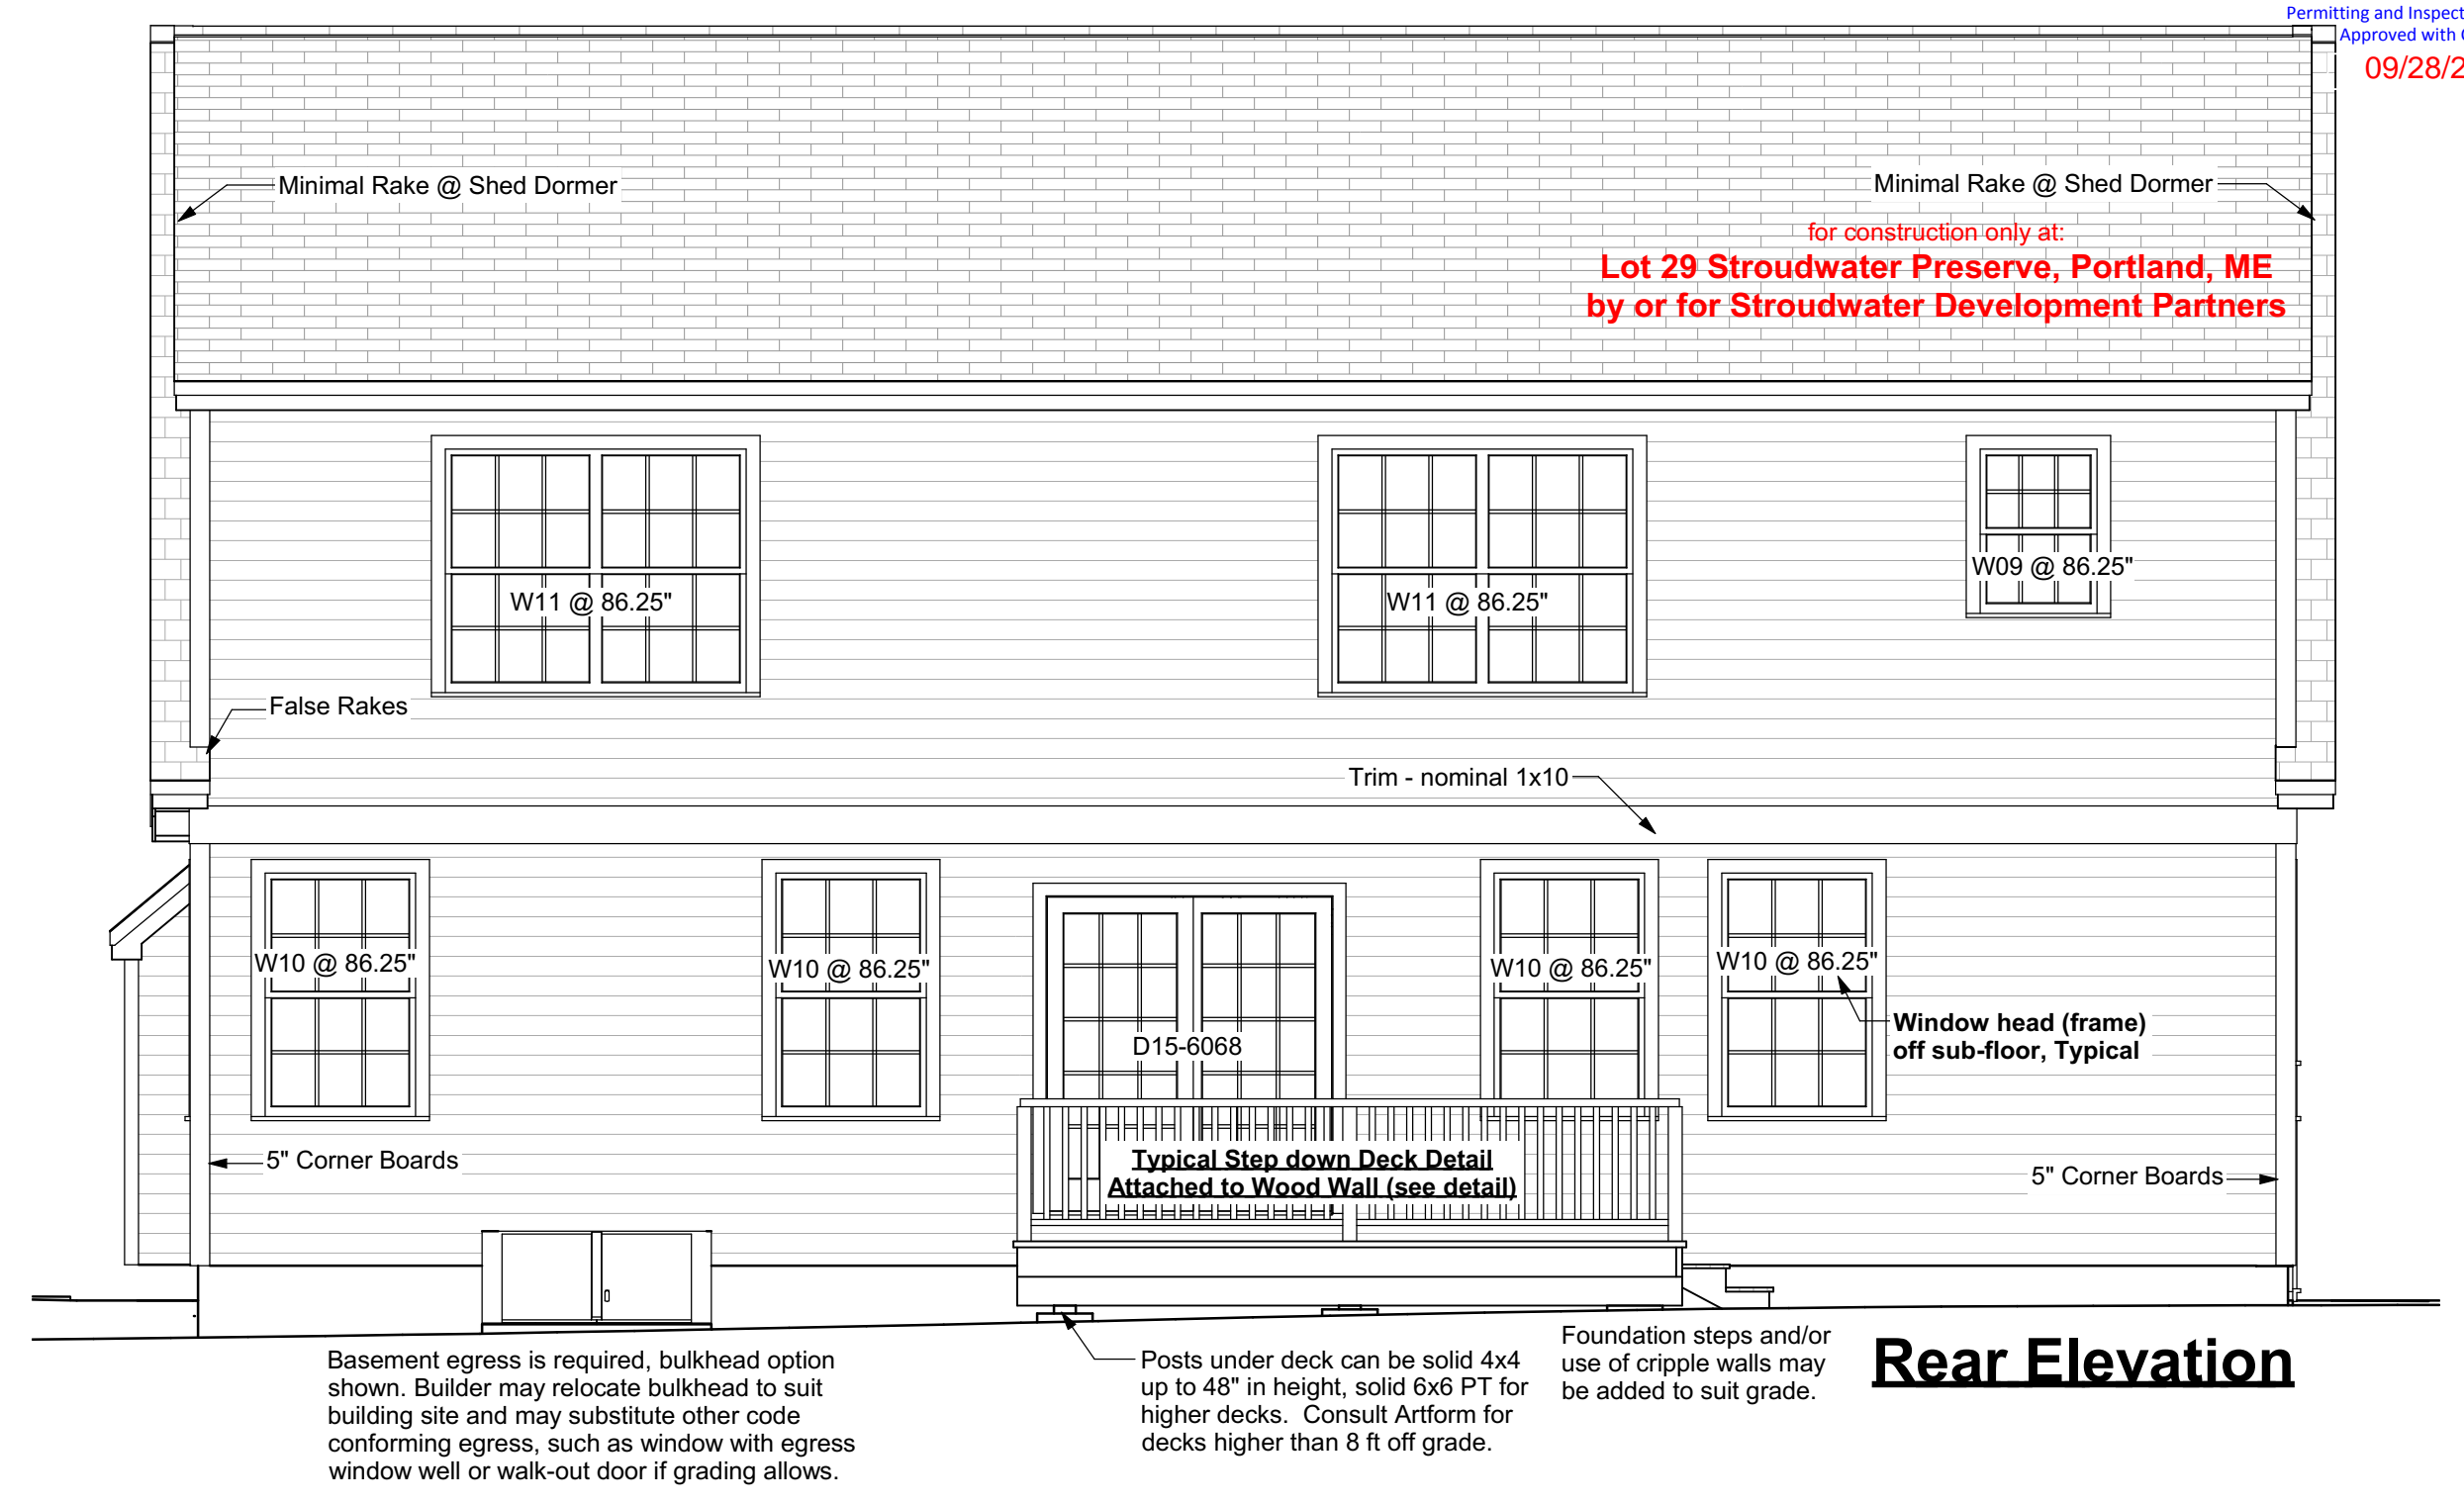 Permitting and Inspect
Approved with
09/28/2
Minimal Rake @ Shed Dormer
Minimal Rake @ Shed Dormer
for construction only at:
Lot 29 Stroudwater Preserve, Portland, ME
by or for Stroudwater Development Partners
W11 @ 86.25"
W11 @ 86.25"
W09 @ 86.25"
False Rakes
Trim - nominal 1x10
W10 @ 86.25"
W10 @ 86.25"
W10 @ 86.25"
W10 @ 86.25"
Window head (frame)
off sub-floor, Typical
D15-6068
Typical Step down Deck Detail
Attached to Wood Wall (see detail)
5" Corner Boards
5" Corner Boards
Basement egress is required, bulkhead option
shown. Builder may relocate bulkhead to suit
building site and may substitute other code
conforming egress, such as window with egress
window well or walk-out door if grading allows.
Posts under deck can be solid 4x4
up to 48" in height, solid 6x6 PT for
higher decks. Consult Artform for
decks higher than 8 ft off grade.
Foundation steps and/or
use of cripple walls may
be added to suit grade.
Rear Elevation